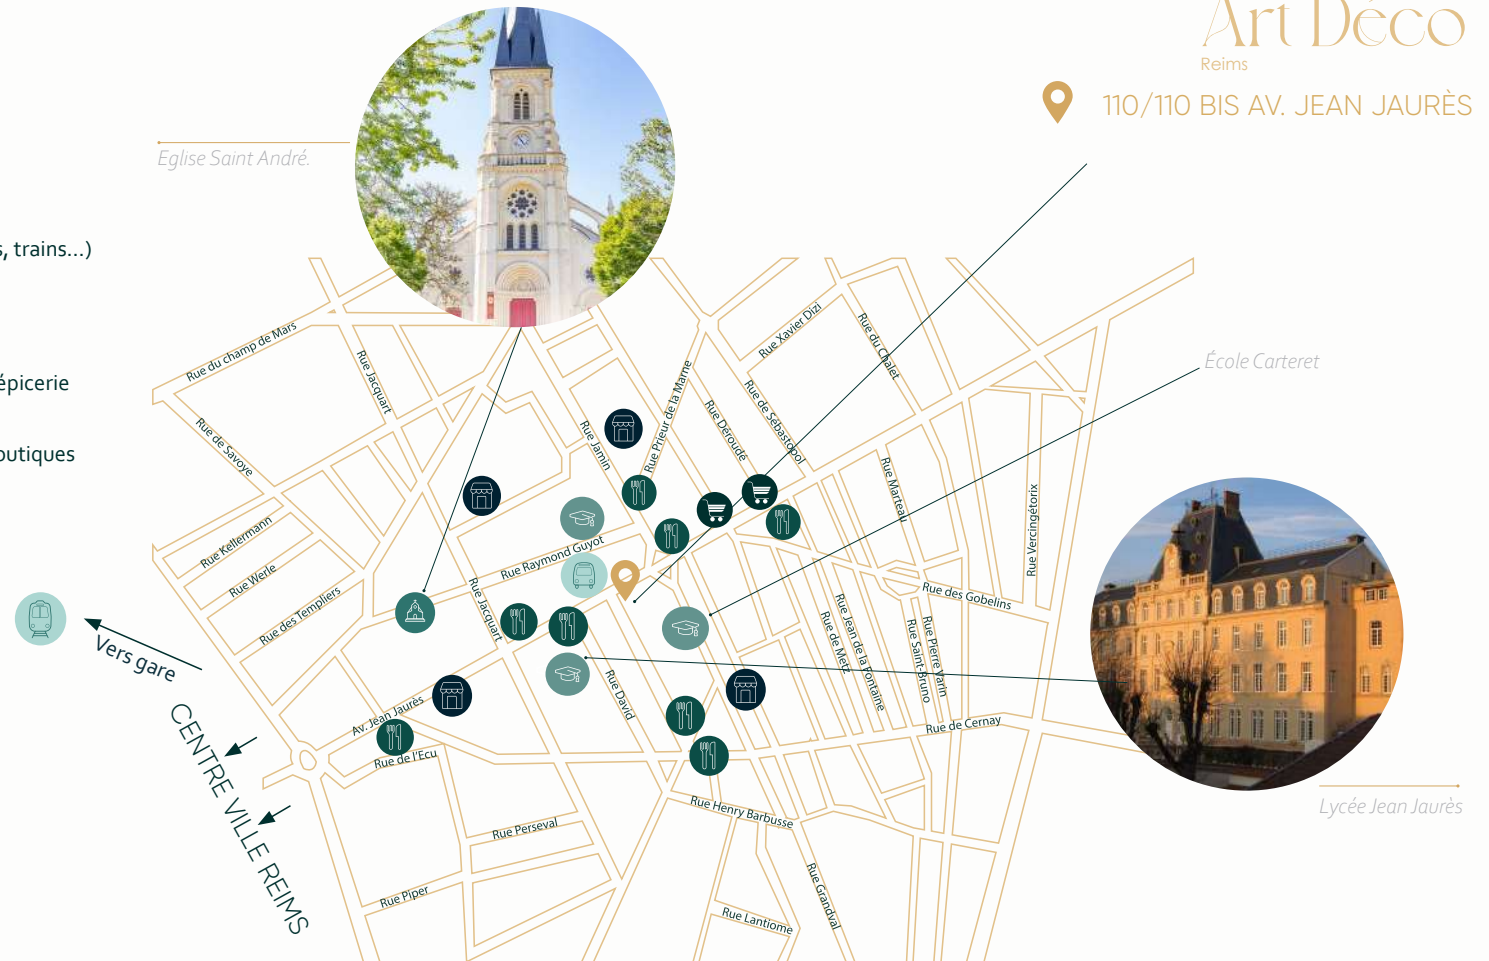 Art Déco
Reims
110/110 BIS AV. JEAN JAURÈS
Eglise Saint André.
, trains...)
épicerie
outiques
École Carteret
Lycée Jean Jaurès
Vers gare
CENTRE VILLE REIMS
Rue du champ de Mars
Rue Jacquart
Rue de Savoye
Rue Kellermann
Rue Werle
Rue des Templiers
Rue Jamin
Rue Prieur de la Marne
Rue Déroudé
Rue de Sébastopol
Rue Xavier Dizi
Rue du Chalet
Rue Marteau
Rue Vercingétorix
Rue Raymond Guyot
Rue Jacquart
Rue des Gobelins
Rue de Metz
Rue Jean de la Fontaine
Rue Saint-Bruno
Rue Pierre Varin
Rue David
Av. Jean Jaurès
Rue de l'Ecu
Rue de Cernay
Rue Henry Barbusse
Rue Perseval
Rue Piper
Rue Grandval
Rue Lantiome